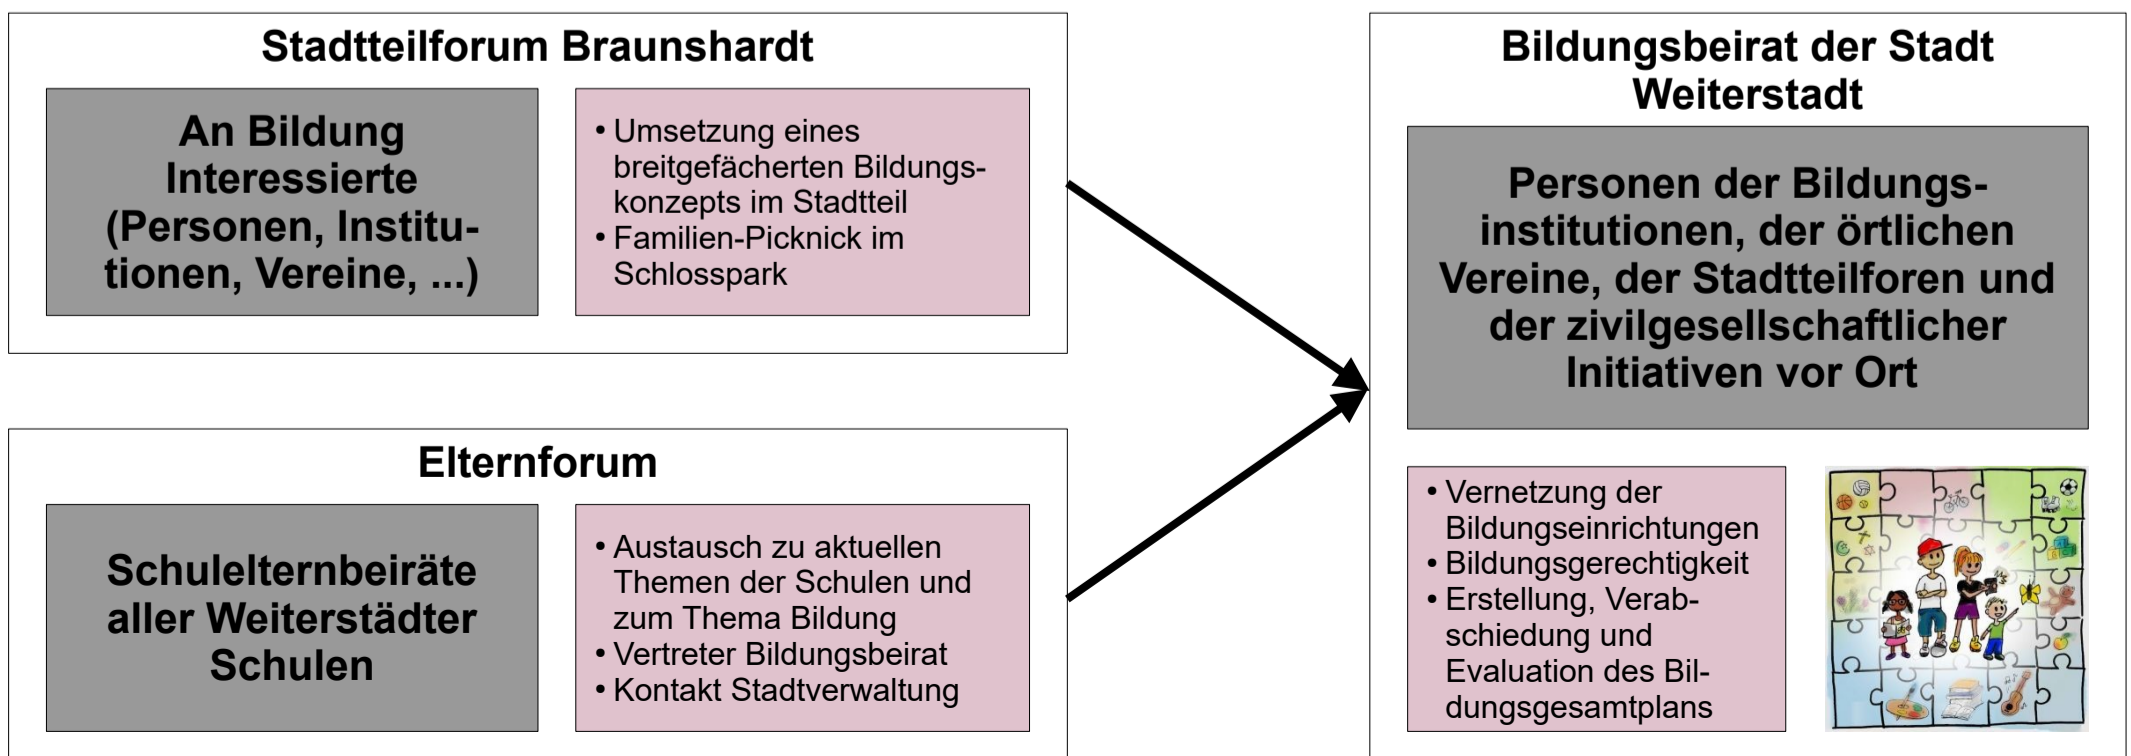 Stadtteilforum Braunshardt
An Bildung
Interessierte
(Personen, Institu-
tionen, Vereine, ...)
• Umsetzung eines
breitgefächerten Bildungs-
konzepts im Stadtteil
• Familien-Picknick im
Schlosspark
Elternforum
Schulelternbeiräte
aller Weiterstädter
Schulen
• Austausch zu aktuellen
Themen der Schulen und
zum Thema Bildung
• Vertreter Bildungsbeirat
• Kontakt Stadtverwaltung
Bildungsbeirat der Stadt
Weiterstadt
Personen der Bildungs-
institutionen, der örtlichen
Vereine, der Stadtteilforen und
der zivilgesellschaftlicher
Initiativen vor Ort
• Vernetzung der
Bildungseinrichtungen
• Bildungsgerechtigkeit
• Erstellung, Verab-
schiedung und
Evaluation des Bil-
dungsgesamtplans